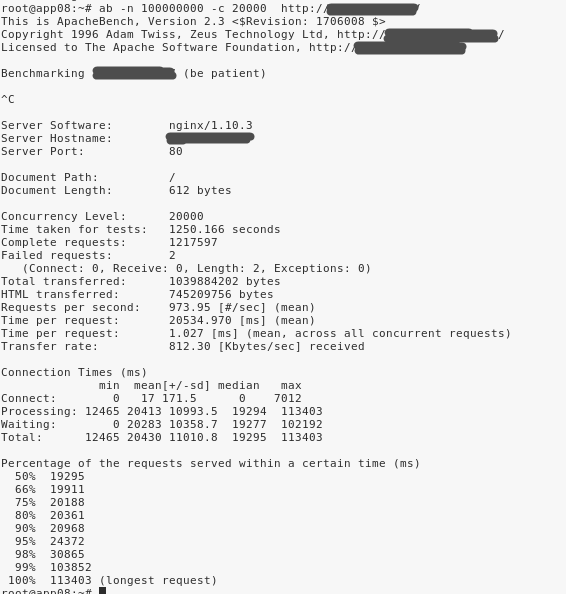 root@app08:~# ab -n 100000000 -c 20000  http://
This is ApacheBench, Version 2.3 <$Revision: 1706008 $>
Copyright 1996 Adam Twiss, Zeus Technology Ltd, http:// /
Licensed to The Apache Software Foundation, http://
Benchmarking (be patient)
^C
Server Software:        nginx/1.10.3
Server Hostname:
Server Port:            80
Document Path:          /
Document Length:        612 bytes
Concurrency Level:      20000
Time taken for tests:   1250.166 seconds
Complete requests:      1217597
Failed requests:        2
   (Connect: 0, Receive: 0, Length: 2, Exceptions: 0)
Total transferred:      1039884202 bytes
HTML transferred:       745209756 bytes
Requests per second:    973.95 [#/sec] (mean)
Time per request:       20534.970 [ms] (mean)
Time per request:       1.027 [ms] (mean, across all concurrent requests)
Transfer rate:          812.30 [Kbytes/sec] received
Connection Times (ms)
              min  mean[+/-sd] median   max
Connect:        0   17 171.5      0    7012
Processing: 12465 20413 10993.5  19294  113403
Waiting:        0 20283 10358.7  19277  102192
Total:      12465 20430 11010.8  19295  113403
Percentage of the requests served within a certain time (ms)
  50%  19295
  66%  19911
  75%  20188
  80%  20361
  90%  20968
  95%  24372
  98%  30865
  99%  103852
 100%  113403 (longest request)
root@app08:~#